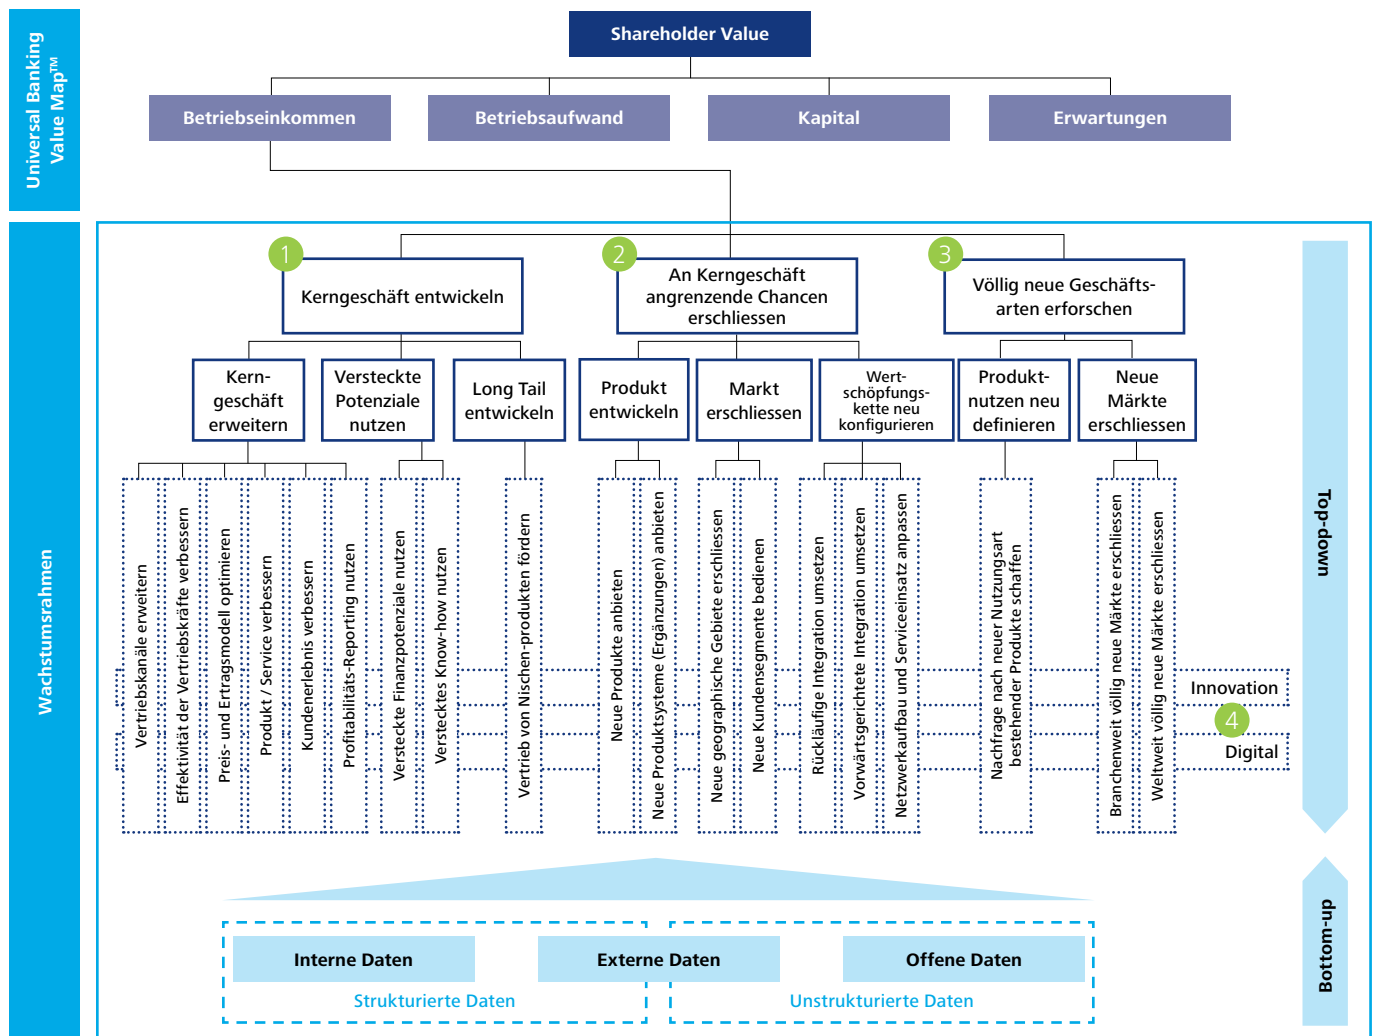 Universal Banking
Value Map™
Shareholder Value
Betriebseinkommen
Betriebsaufwand
Kapital
Erwartungen
Wachstumsrahmen
1
Kerngeschäft entwickeln
2
An Kerngeschäft
angrenzende Chancen
erschliessen
3
Völlig neue Geschäfts-
arten erforschen
Kern-
geschäft
erweitern
Versteckte
Potenziale
nutzen
Long Tail
entwickeln
Produkt
entwickeln
Markt
erschliessen
Wert-
schöpfungs-
kette neu
konfigurieren
Produkt-
nutzen neu
definieren
Neue
Märkte
erschliessen
Vertriebskanäle erweitern
Effektivität der Vertriebskräfte verbessern
Preis- und Ertragsmodell optimieren
Produkt / Service verbessern
Kundenerlebnis verbessern
Profitabilitäts-Reporting nutzen
Versteckte Finanzpotenziale nutzen
Verstecktes Know-how nutzen
Vertrieb von Nischen-produkten fördern
Neue Produkte anbieten
Neue Produktsysteme (Ergänzungen) anbieten
Neue geographische Gebiete erschliessen
Neue Kundensegmente bedienen
Rückläufige Integration umsetzen
Vorwärtsgerichtete Integration umsetzen
Netzwerkaufbau und Serviceeinsatz anpassen
Nachfrage nach neuer Nutzungsart
bestehender Produkte schaffen
Branchenweit völlig neue Märkte erschliessen
Weltweit völlig neue Märkte erschliessen
Innovation
4
Digital
Top-down
Bottom-up
Interne Daten
Externe Daten
Offene Daten
Strukturierte Daten
Unstrukturierte Daten